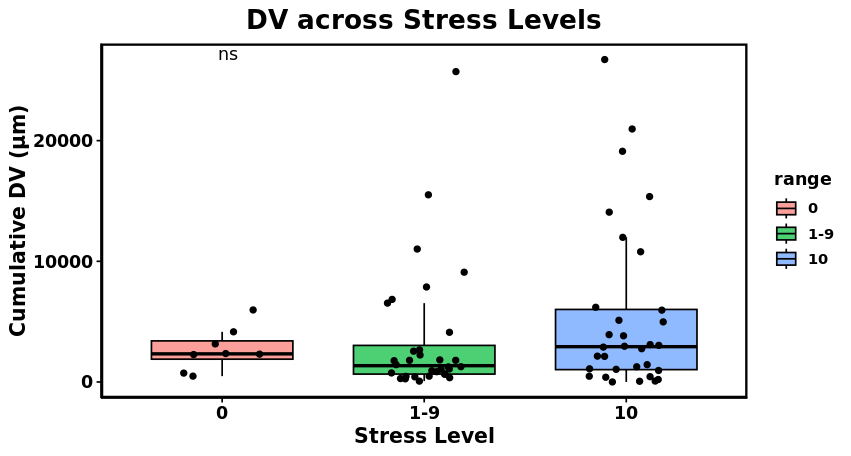 DV across Stress Levels
ns
Cumulative DV (μm)
20000
10000
0
0
1-9
10
Stress Level
range
0
1-9
10